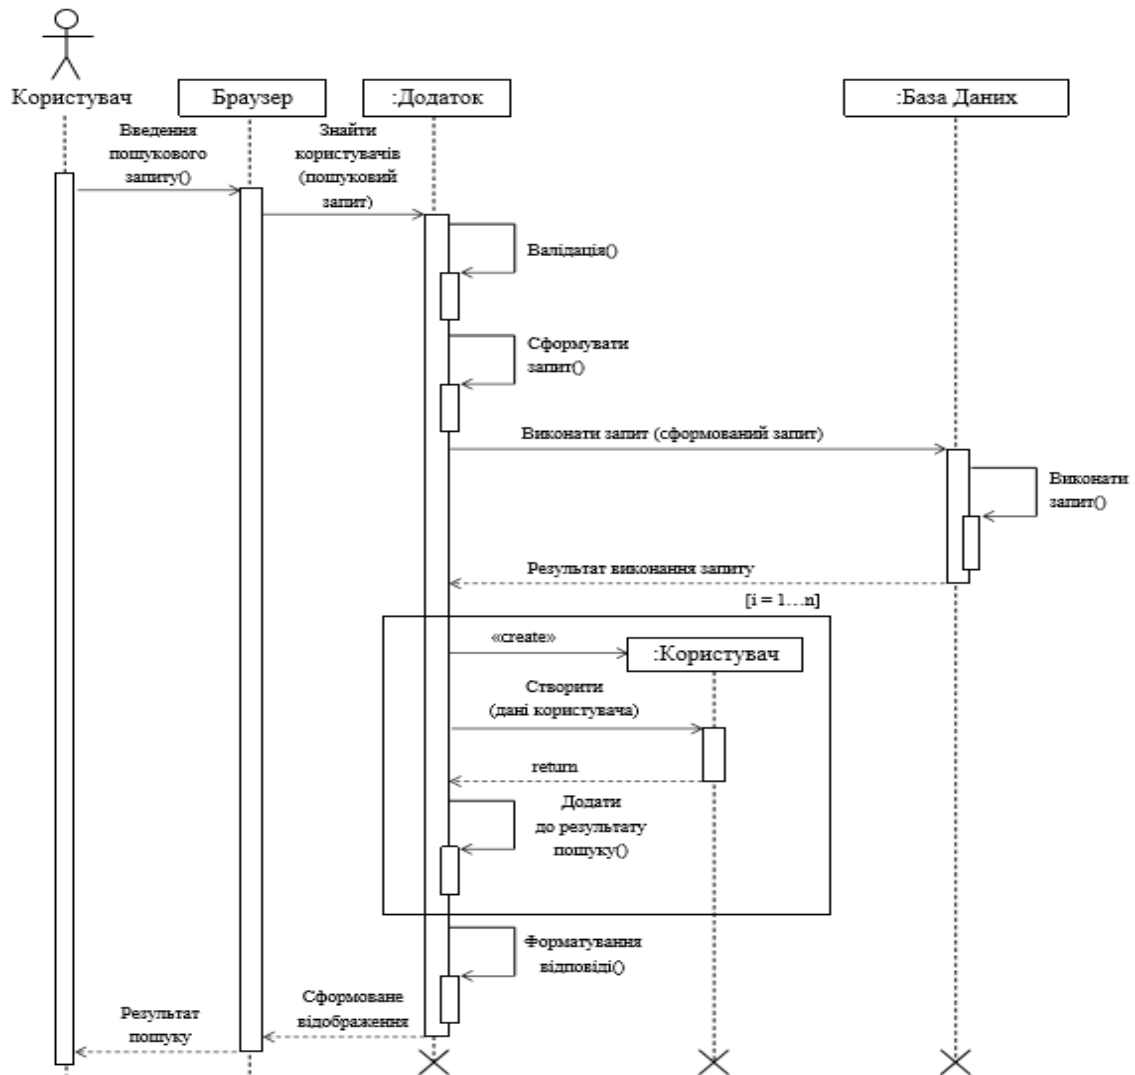 Користувач
Браузер
:Додаток
:База Даних
Введення
пошукового
запиту()
Знайти
користувачів
(пошуковий
запит)
Валідація()
Сформувати
запит()
Виконати запит (сформований запит)
Виконати
запит()
Результат виконання запиту
[i = 1…n]
«create»
:Користувач
Створити
(дані користувача)
return
Додати
до результату
пошуку()
Форматування
відповіді()
Сформоване
відображення
Результат
пошуку